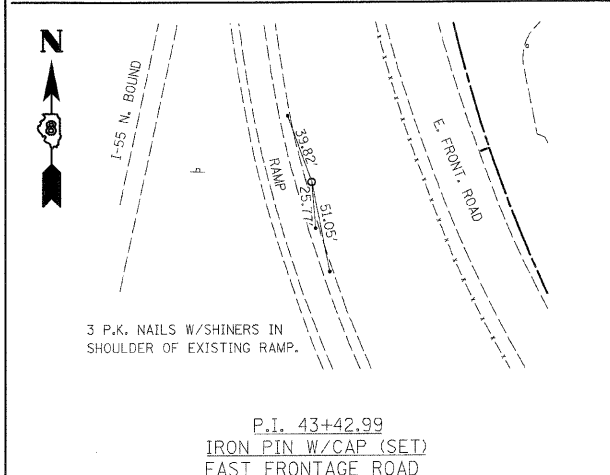 N
8
I-55 N. BOUND
RAMP
39.82'
25.77'
51.05'
E. FRONT. ROAD
3 P.K. NAILS W/SHINERS IN
SHOULDER OF EXISTING RAMP.
P.I. 43+42.99
IRON PIN W/CAP (SET)
EAST FRONTAGE ROAD